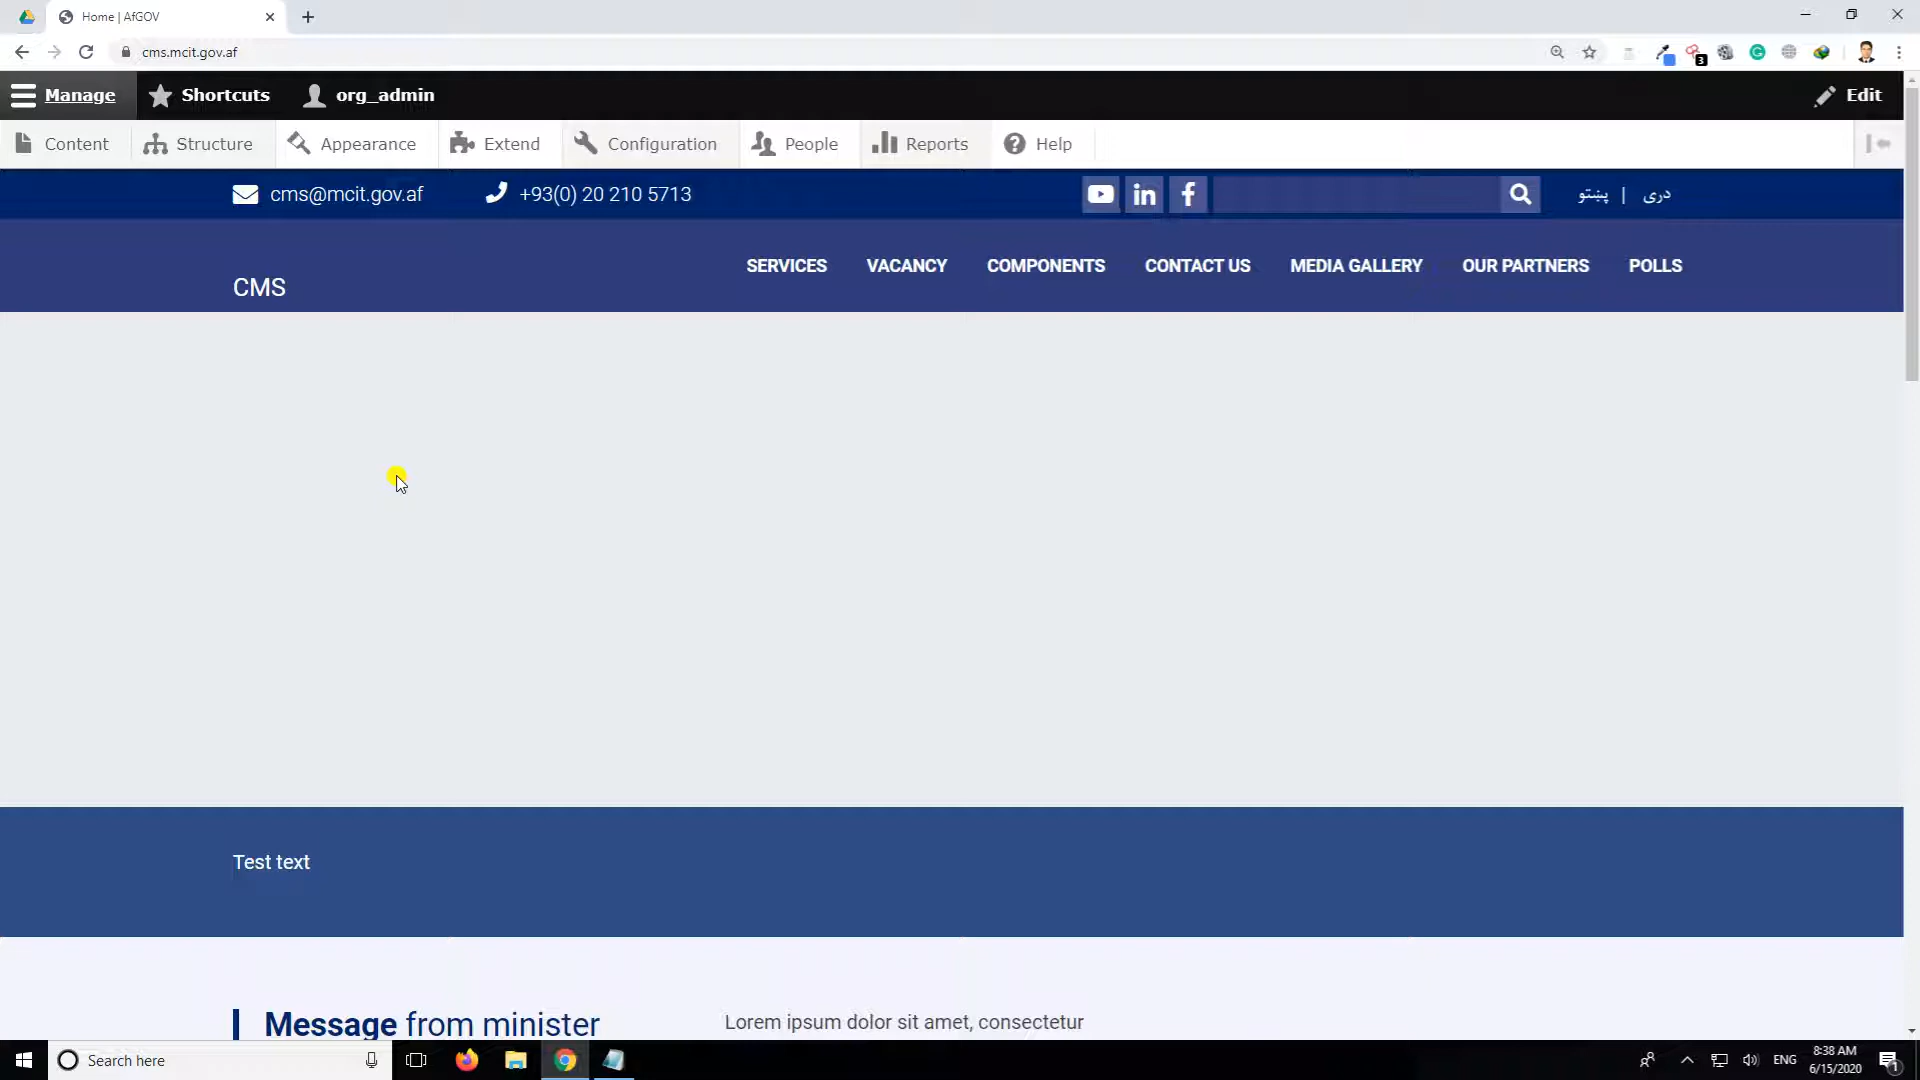 Home | AfGOV
cms.mcit.gov.af
3
Manage Shortcuts org_admin Edit
Content Structure Appearance Extend Configuration People Reports Help
cms@mcit.gov.af +93(0) 20 210 5713 پښتو | دری
CMS SERVICES VACANCY COMPONENTS CONTACT US MEDIA GALLERY OUR PARTNERS POLLS
Test text
Message from minister
Lorem ipsum dolor sit amet, consectetur
Search here
ENG
8:38 AM
6/15/2020
1